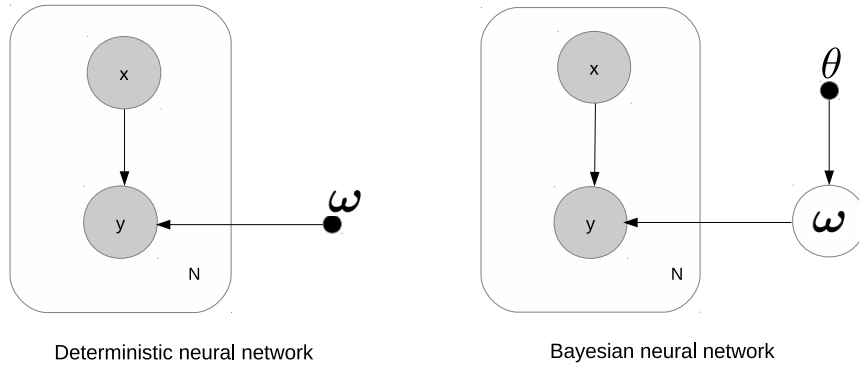 x
y
ω
N
Deterministic neural network
x
θ
y
ω
N
Bayesian neural network